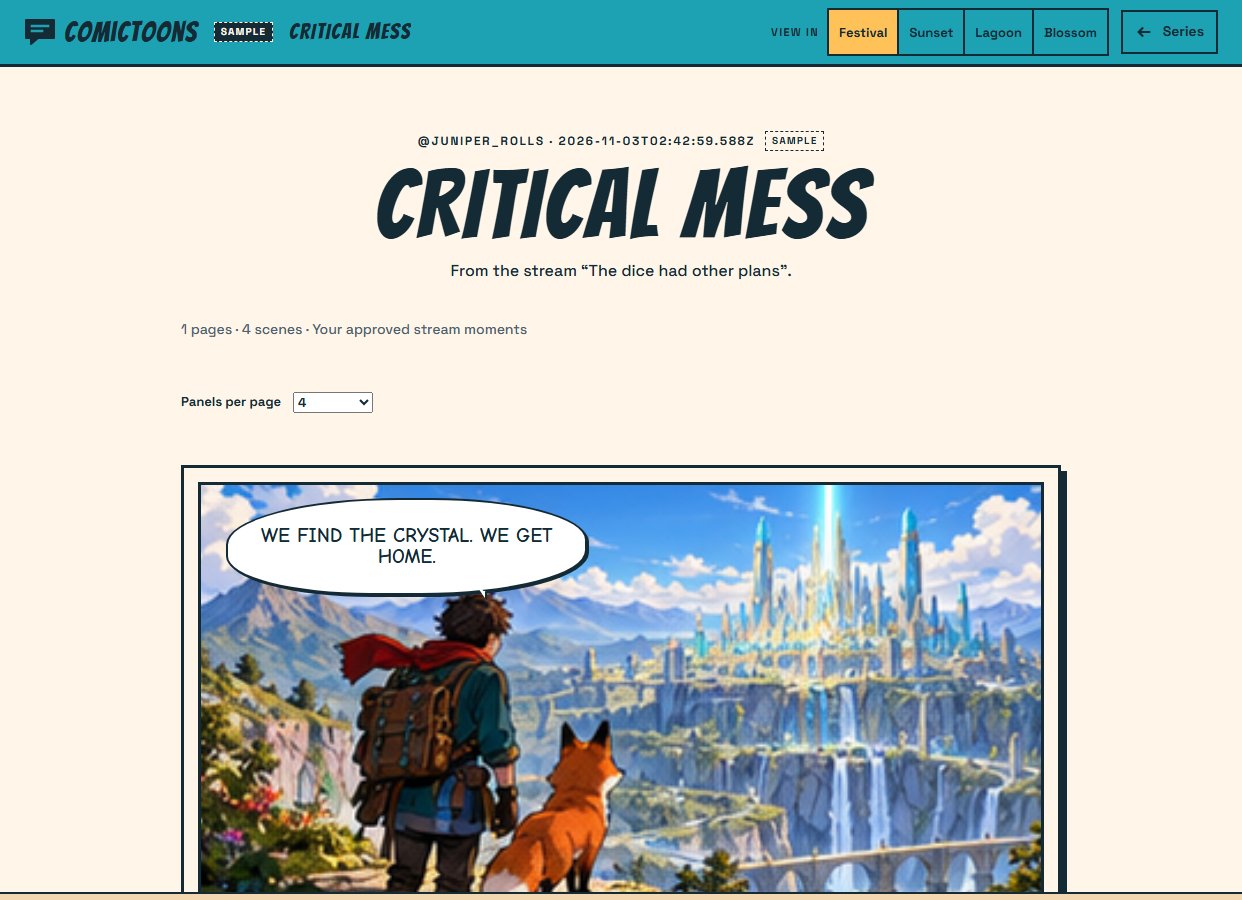 COMICTOONS SAMPLE CRITICAL MESS VIEW IN Festival Sunset Lagoon Blossom ← Series
@JUNIPER_ROLLS · 2026-11-03T02:42:59.588Z SAMPLE
CRITICAL MESS
From the stream “The dice had other plans”.
1 pages · 4 scenes · Your approved stream moments
Panels per page 4
WE FIND THE CRYSTAL. WE GET
HOME.